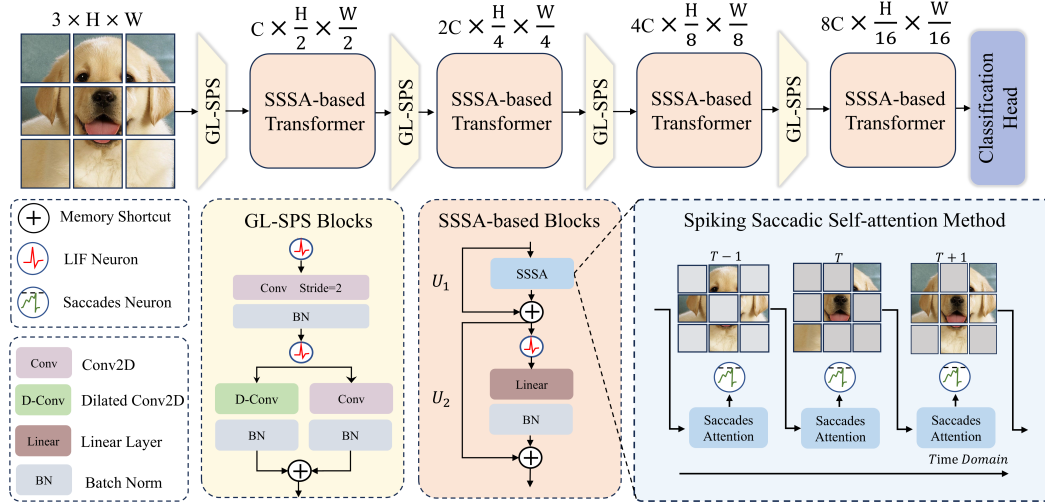 3 × H × W
C × H/2 × W/2
2C × H/4 × W/4
4C × H/8 × W/8
8C × H/16 × W/16
GL-SPS
SSSA-based
Transformer
GL-SPS
SSSA-based
Transformer
GL-SPS
SSSA-based
Transformer
GL-SPS
SSSA-based
Transformer
Classification
Head
Memory Shortcut
LIF Neuron
Saccades Neuron
Conv Conv2D
D-Conv Dilated Conv2D
Linear Linear Layer
BN Batch Norm
GL-SPS Blocks
Conv Stride=2
BN
D-Conv Conv
BN BN
SSSA-based Blocks
U₁
SSSA
U₂
Linear
BN
Spiking Saccadic Self-attention Method
T − 1 T T + 1
Saccades
Attention
Saccades
Attention
Saccades
Attention
Time Domain